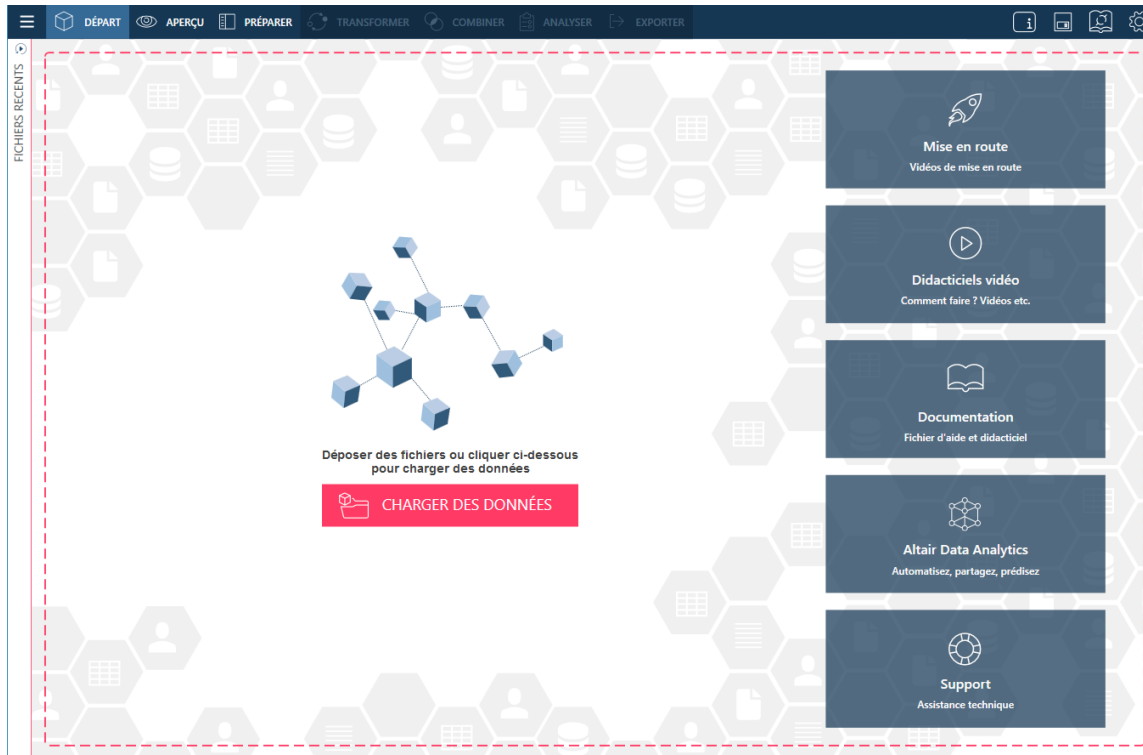 DÉPART
APERÇU
PRÉPARER
TRANSFORMER
COMBINER
ANALYSER
EXPORTER
FICHIERS RECENTS
Déposer des fichiers ou cliquer ci-dessous
pour charger des données
CHARGER DES DONNÉES
Mise en route
Vidéos de mise en route
Didacticiels vidéo
Comment faire ? Vidéos etc.
Documentation
Fichier d'aide et didacticiel
Altair Data Analytics
Automatisez, partagez, prédisez
Support
Assistance technique